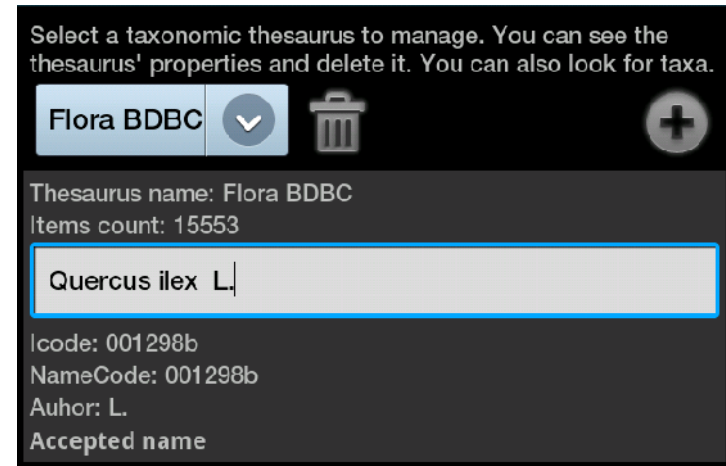 Select a taxonomic thesaurus to manage. You can see the
thesaurus' properties and delete it. You can also look for taxa.
Flora BDBC
Thesaurus name: Flora BDBC
Items count: 15553
Quercus ilex  L.
Icode: 001298b
NameCode: 001298b
Auhor: L.
Accepted name